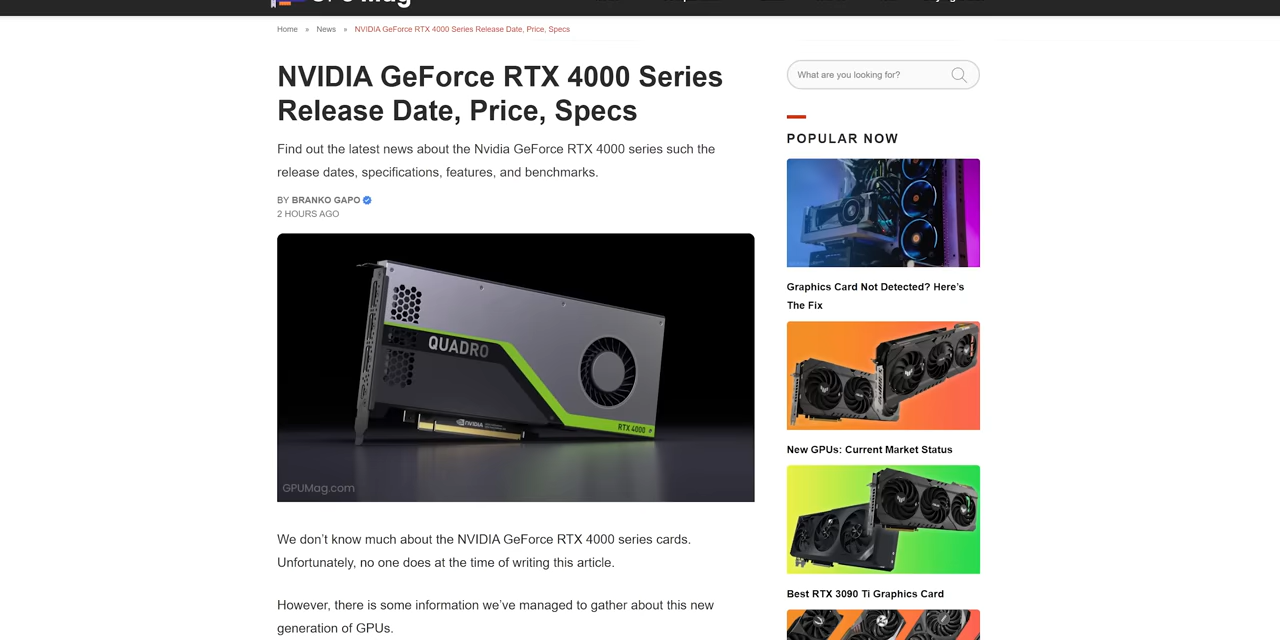 GPUMag
Home » News » NVIDIA GeForce RTX 4000 Series Release Date, Price, Specs
NVIDIA GeForce RTX 4000 Series
Release Date, Price, Specs
Find out the latest news about the Nvidia GeForce RTX 4000 series such the
release dates, specifications, features, and benchmarks.
BY BRANKO GAPO
2 HOURS AGO
QUADRO
NVIDIA
RTX 4000
GPUMag.com
We don’t know much about the NVIDIA GeForce RTX 4000 series cards.
Unfortunately, no one does at the time of writing this article.
However, there is some information we’ve managed to gather about this new
generation of GPUs.
What are you looking for?
POPULAR NOW
Graphics Card Not Detected? Here’s
The Fix
New GPUs: Current Market Status
Best RTX 3090 Ti Graphics Card